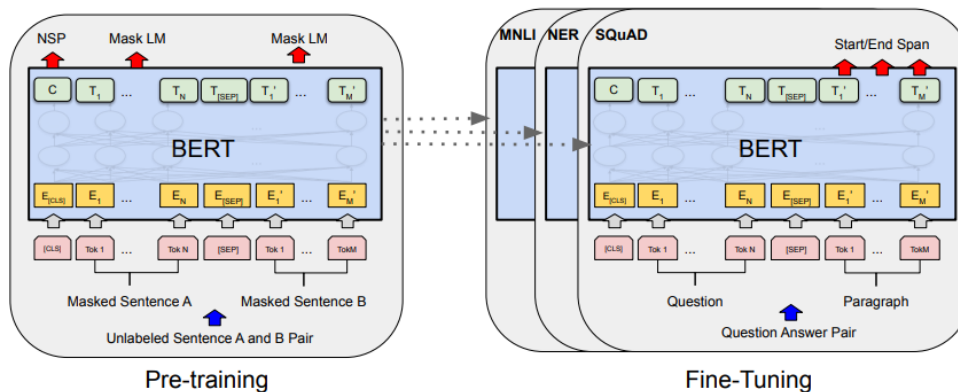 NSP Mask LM Mask LM
C T1 ... TN T[SEP] T1' ... TM'
BERT
E[CLS] E1 ... EN E[SEP] E1' ... EM'
[CLS] Tok 1 ... Tok N [SEP] Tok 1 ... TokM
Masked Sentence A Masked Sentence B
Unlabeled Sentence A and B Pair
Pre-training
MNLI NER SQuAD
Start/End Span
C T1 ... TN T[SEP] T1' ... TM'
BERT
E[CLS] E1 ... EN E[SEP] E1' ... EM'
[CLS] Tok 1 ... Tok N [SEP] Tok 1 ... TokM
Question Paragraph
Question Answer Pair
Fine-Tuning